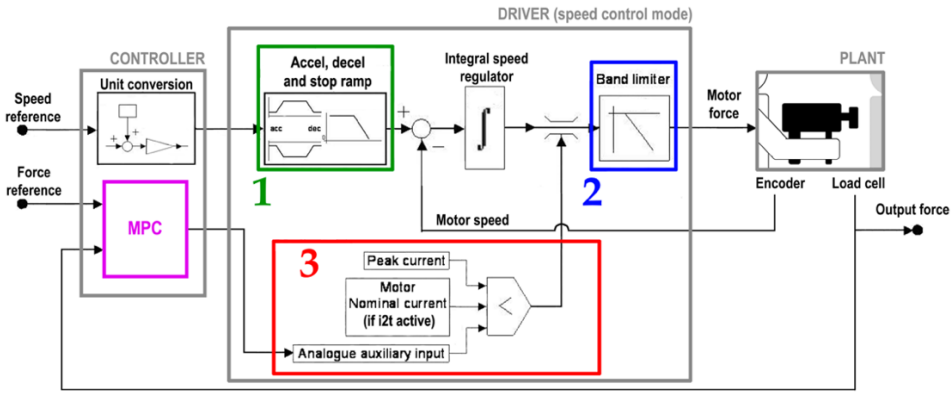 DRIVER (speed control mode)
CONTROLLER
PLANT
Unit conversion
Accel, decel
and stop ramp
Integral speed
regulator
Band limiter
Speed
reference
acc
dec
0
+
+
+
−
∫
Motor
force
1
2
Force
reference
MPC
Encoder
Load cell
Motor speed
Output force
3
Peak current
Motor
Nominal current
(if i2t active)
<
Analogue auxiliary input